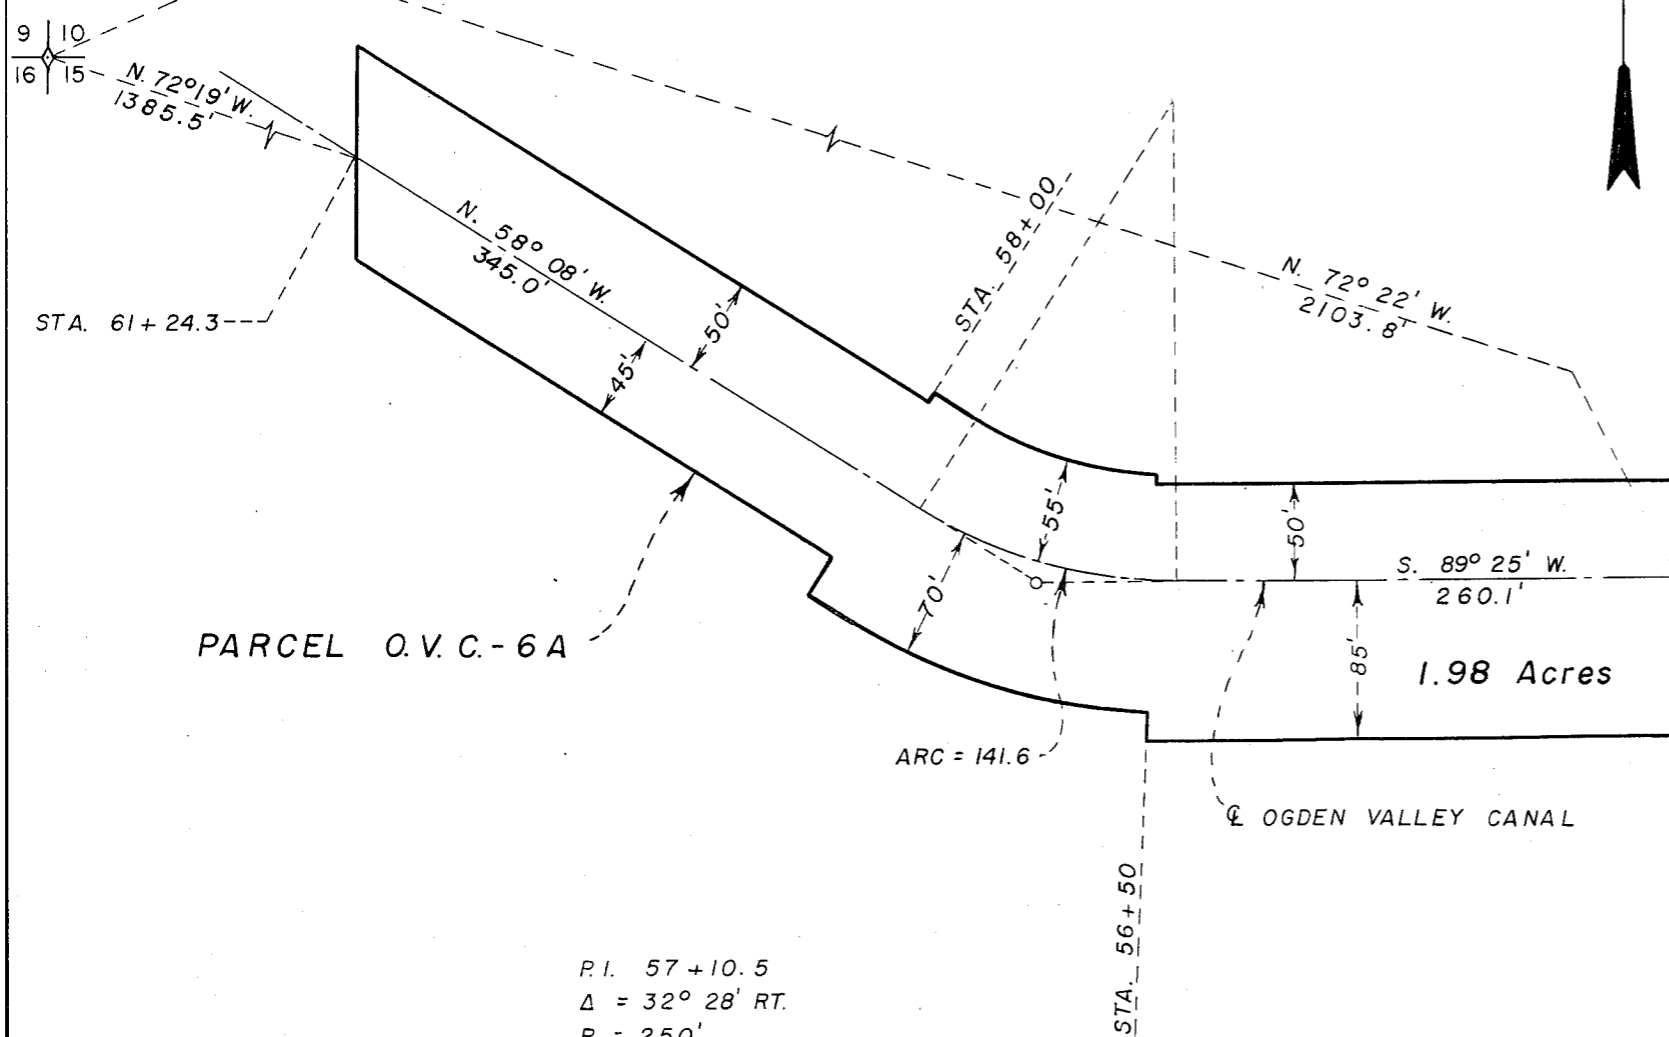 9 10
16 15
N. 72°19' W.
1385.5'
N. 58° 08' W.
345.0'
STA. 61+24.3
50'
45'
STA. 58+00
N. 72° 22' W.
2103.8'
55'
50'
70'
S. 89° 25' W.
260.1'
85'
PARCEL O.V.C.-6A
1.98 Acres
ARC = 141.6
℄ OGDEN VALLEY CANAL
STA. 56+50
P.I. 57+10.5
Δ = 32° 28' RT.
R = 250'